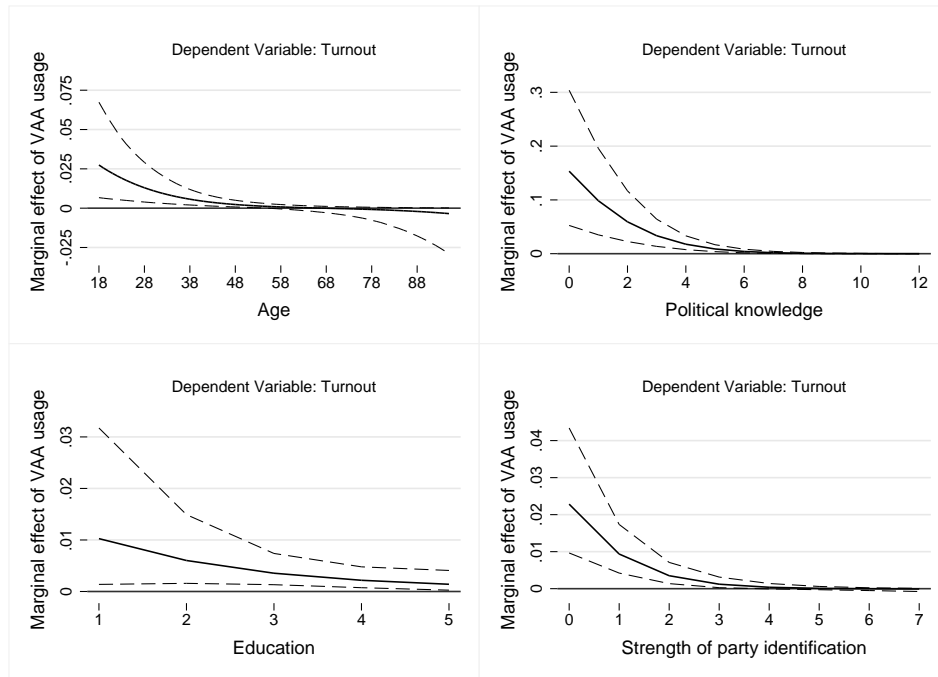 Dependent Variable: Turnout
Marginal effect of VAA usage
.075
.05
.025
0
-.025
18 28 38 48 58 68 78 88
Age
Dependent Variable: Turnout
Marginal effect of VAA usage
.3
.2
.1
0
0 2 4 6 8 10 12
Political knowledge
Dependent Variable: Turnout
Marginal effect of VAA usage
.03
.02
.01
0
1 2 3 4 5
Education
Dependent Variable: Turnout
Marginal effect of VAA usage
.04
.03
.02
.01
0
0 1 2 3 4 5 6 7
Strength of party identification